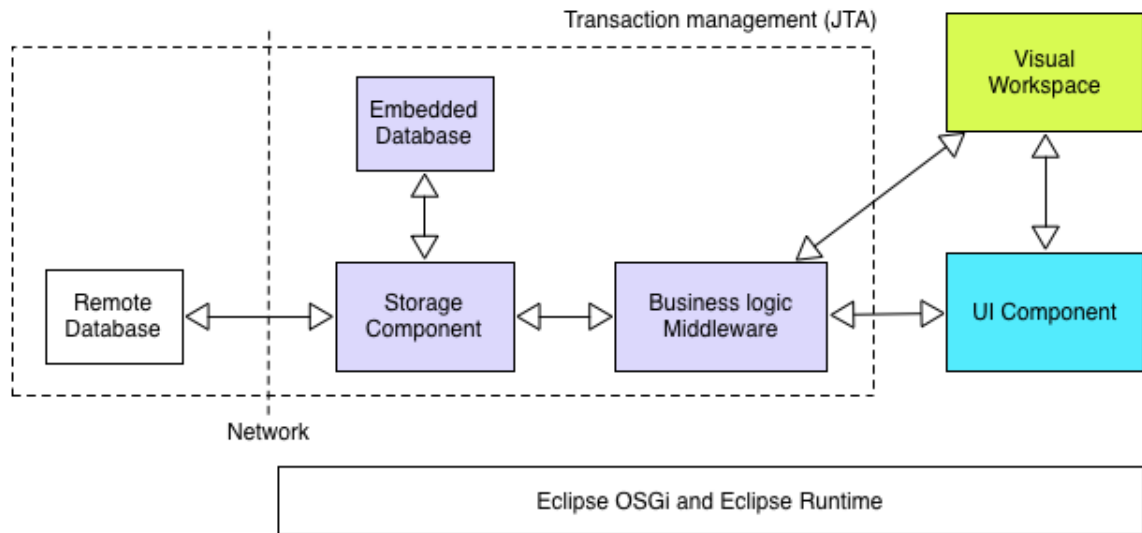 Transaction management (JTA)
Visual
Workspace
Embedded
Database
Remote
Database
Storage
Component
Business logic
Middleware
UI Component
Network
Eclipse OSGi and Eclipse Runtime